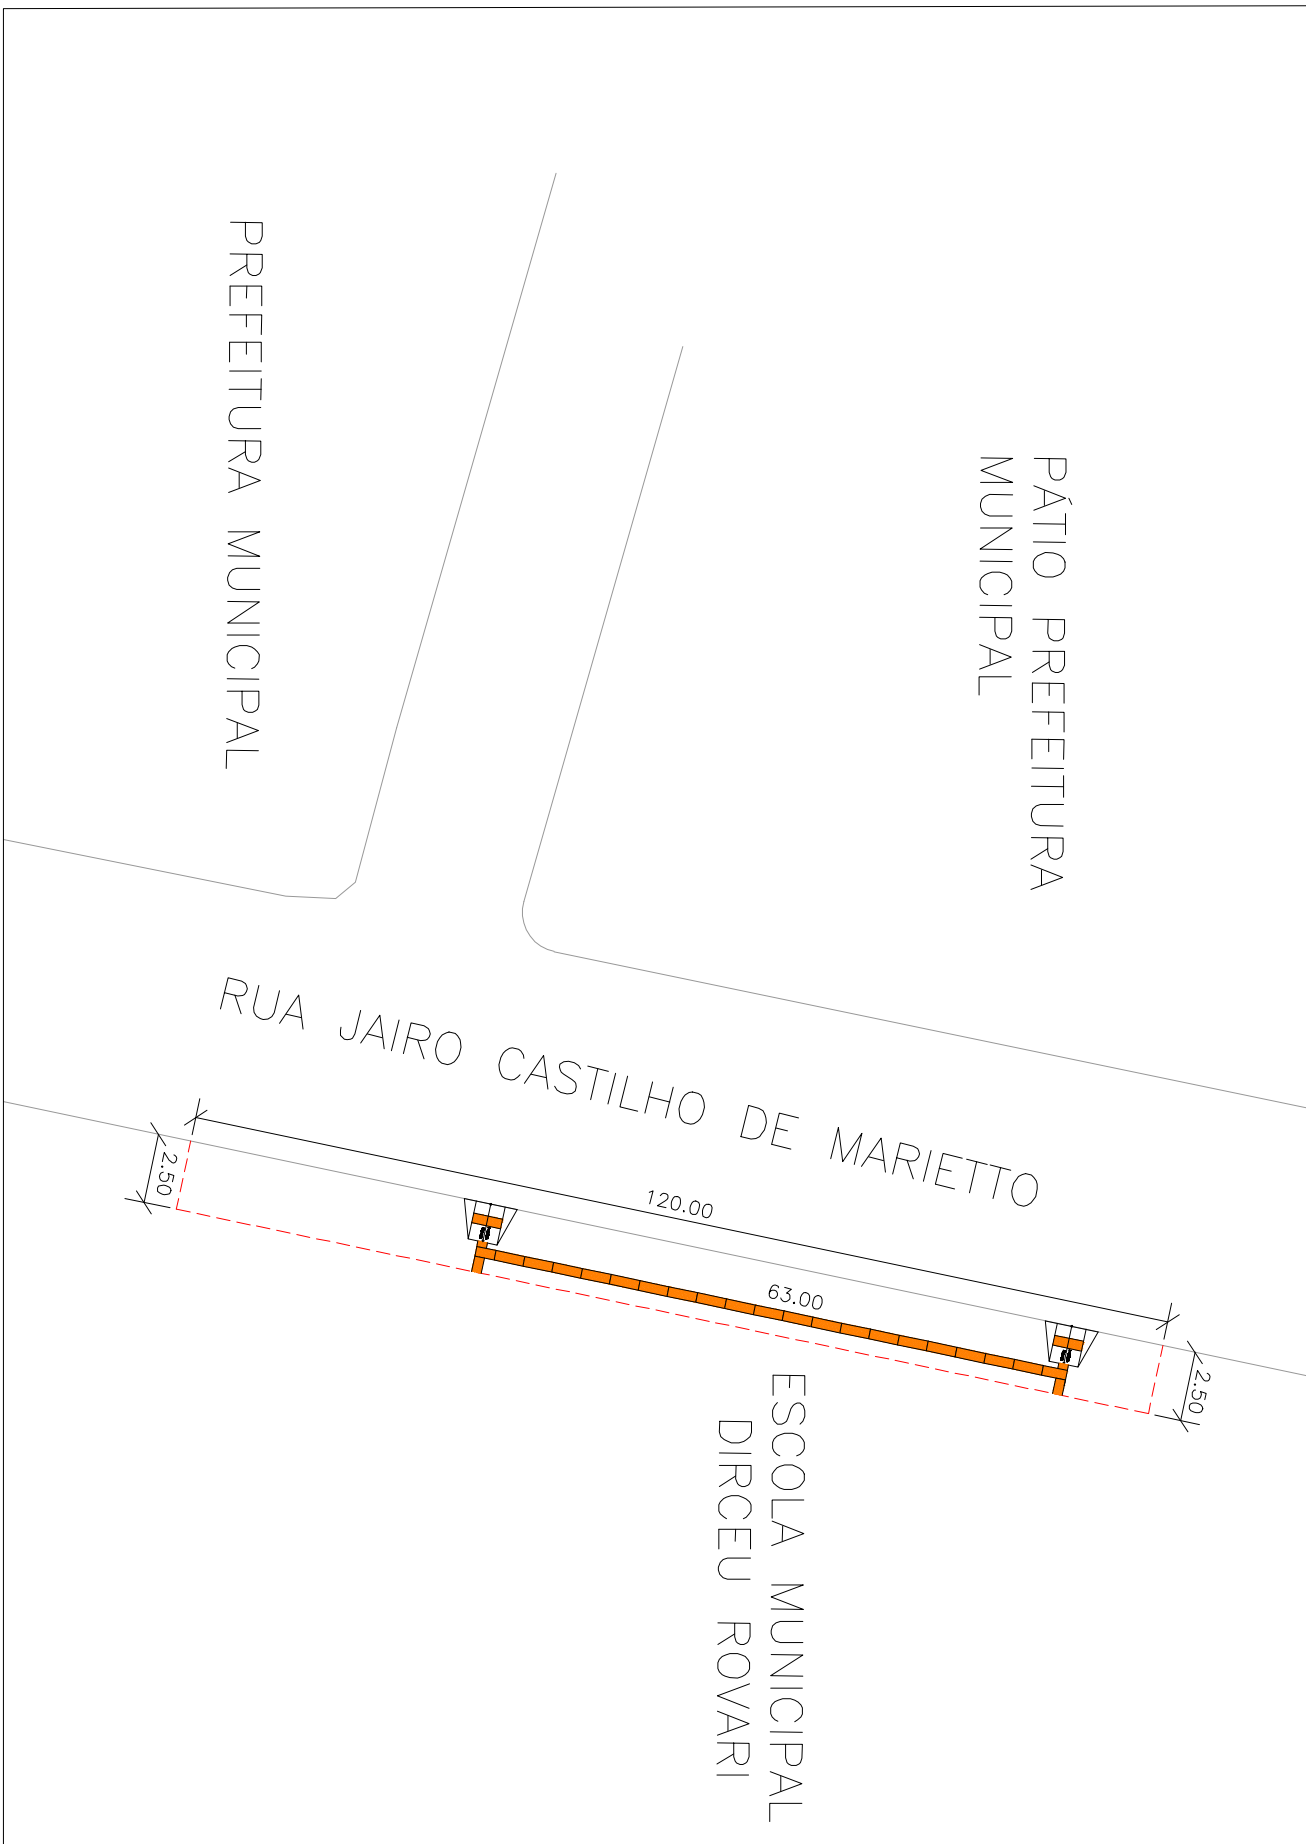 PREFEITURA MUNICIPAL
PÁTIO PREFEITURA
MUNICIPAL
RUA JAIRO CASTILHO DE MARIETTO
2.50
120.00
63.00
2.50
ESCOLA MUNICIPAL
DIRCEU ROVARI